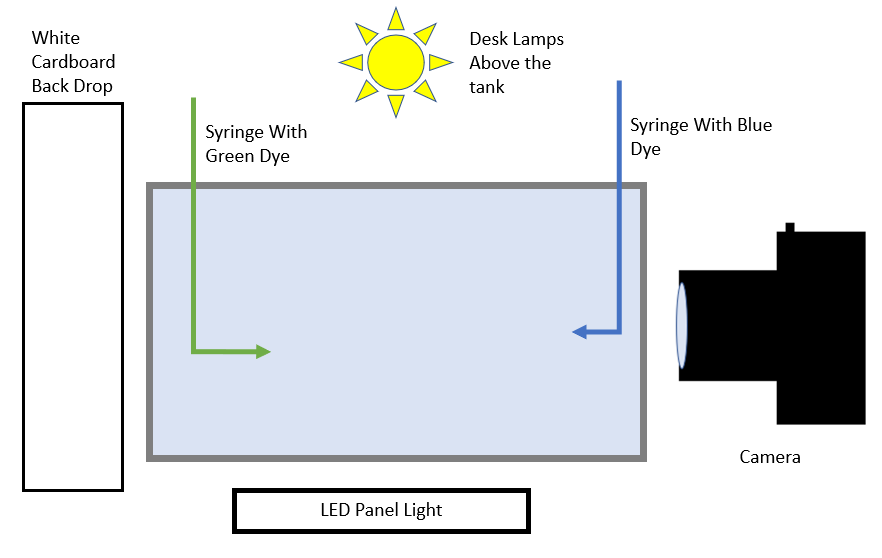 White
Cardboard
Back Drop
Desk Lamps
Above the
tank
Syringe With
Green Dye
Syringe With Blue
Dye
Camera
LED Panel Light